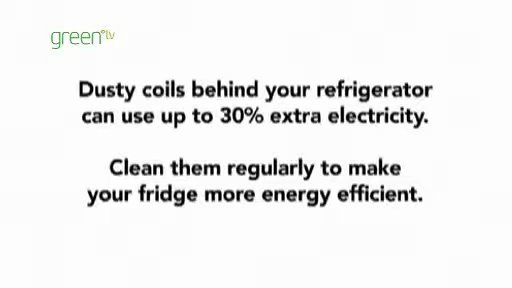 green.tv
Dusty coils behind your refrigerator
can use up to 30% extra electricity.
Clean them regularly to make
your fridge more energy efficient.